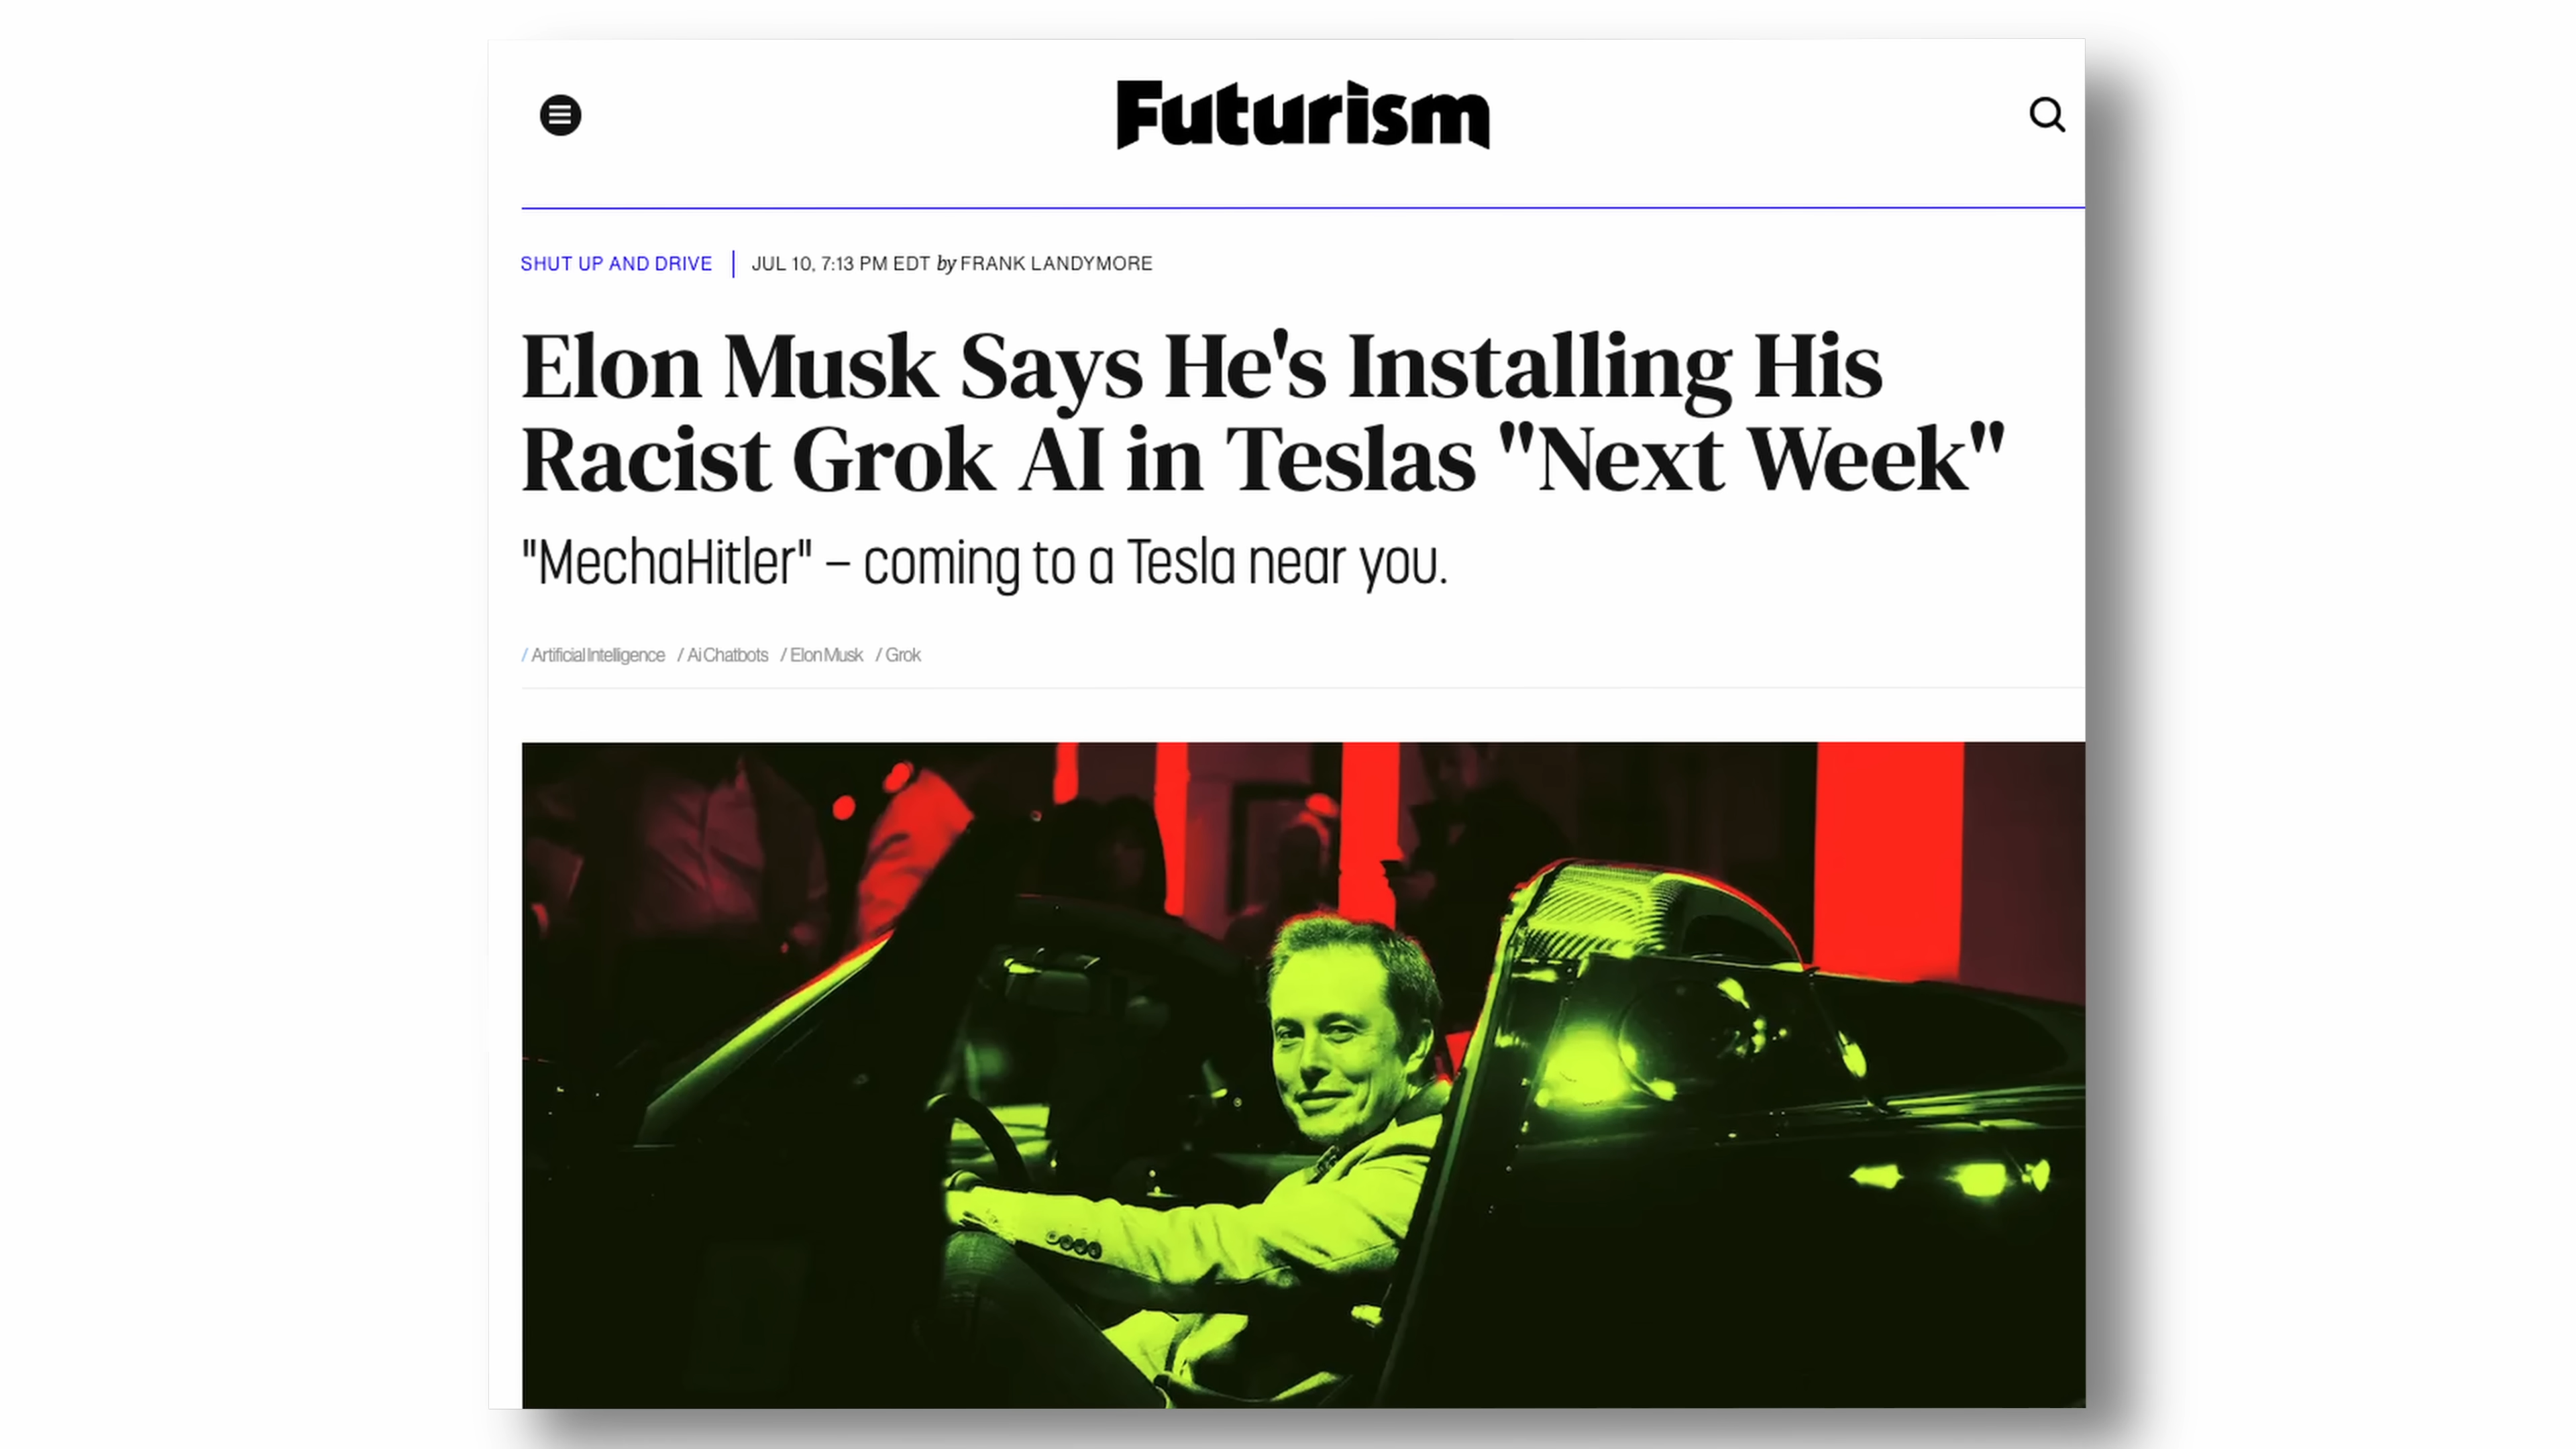 Futurism
SHUT UP AND DRIVE | JUL 10, 7:13 PM EDT by FRANK LANDYMORE
Elon Musk Says He's Installing His
Racist Grok AI in Teslas "Next Week"
"MechaHitler" – coming to a Tesla near you.
/ Artificial Intelligence / Ai Chatbots / Elon Musk / Grok